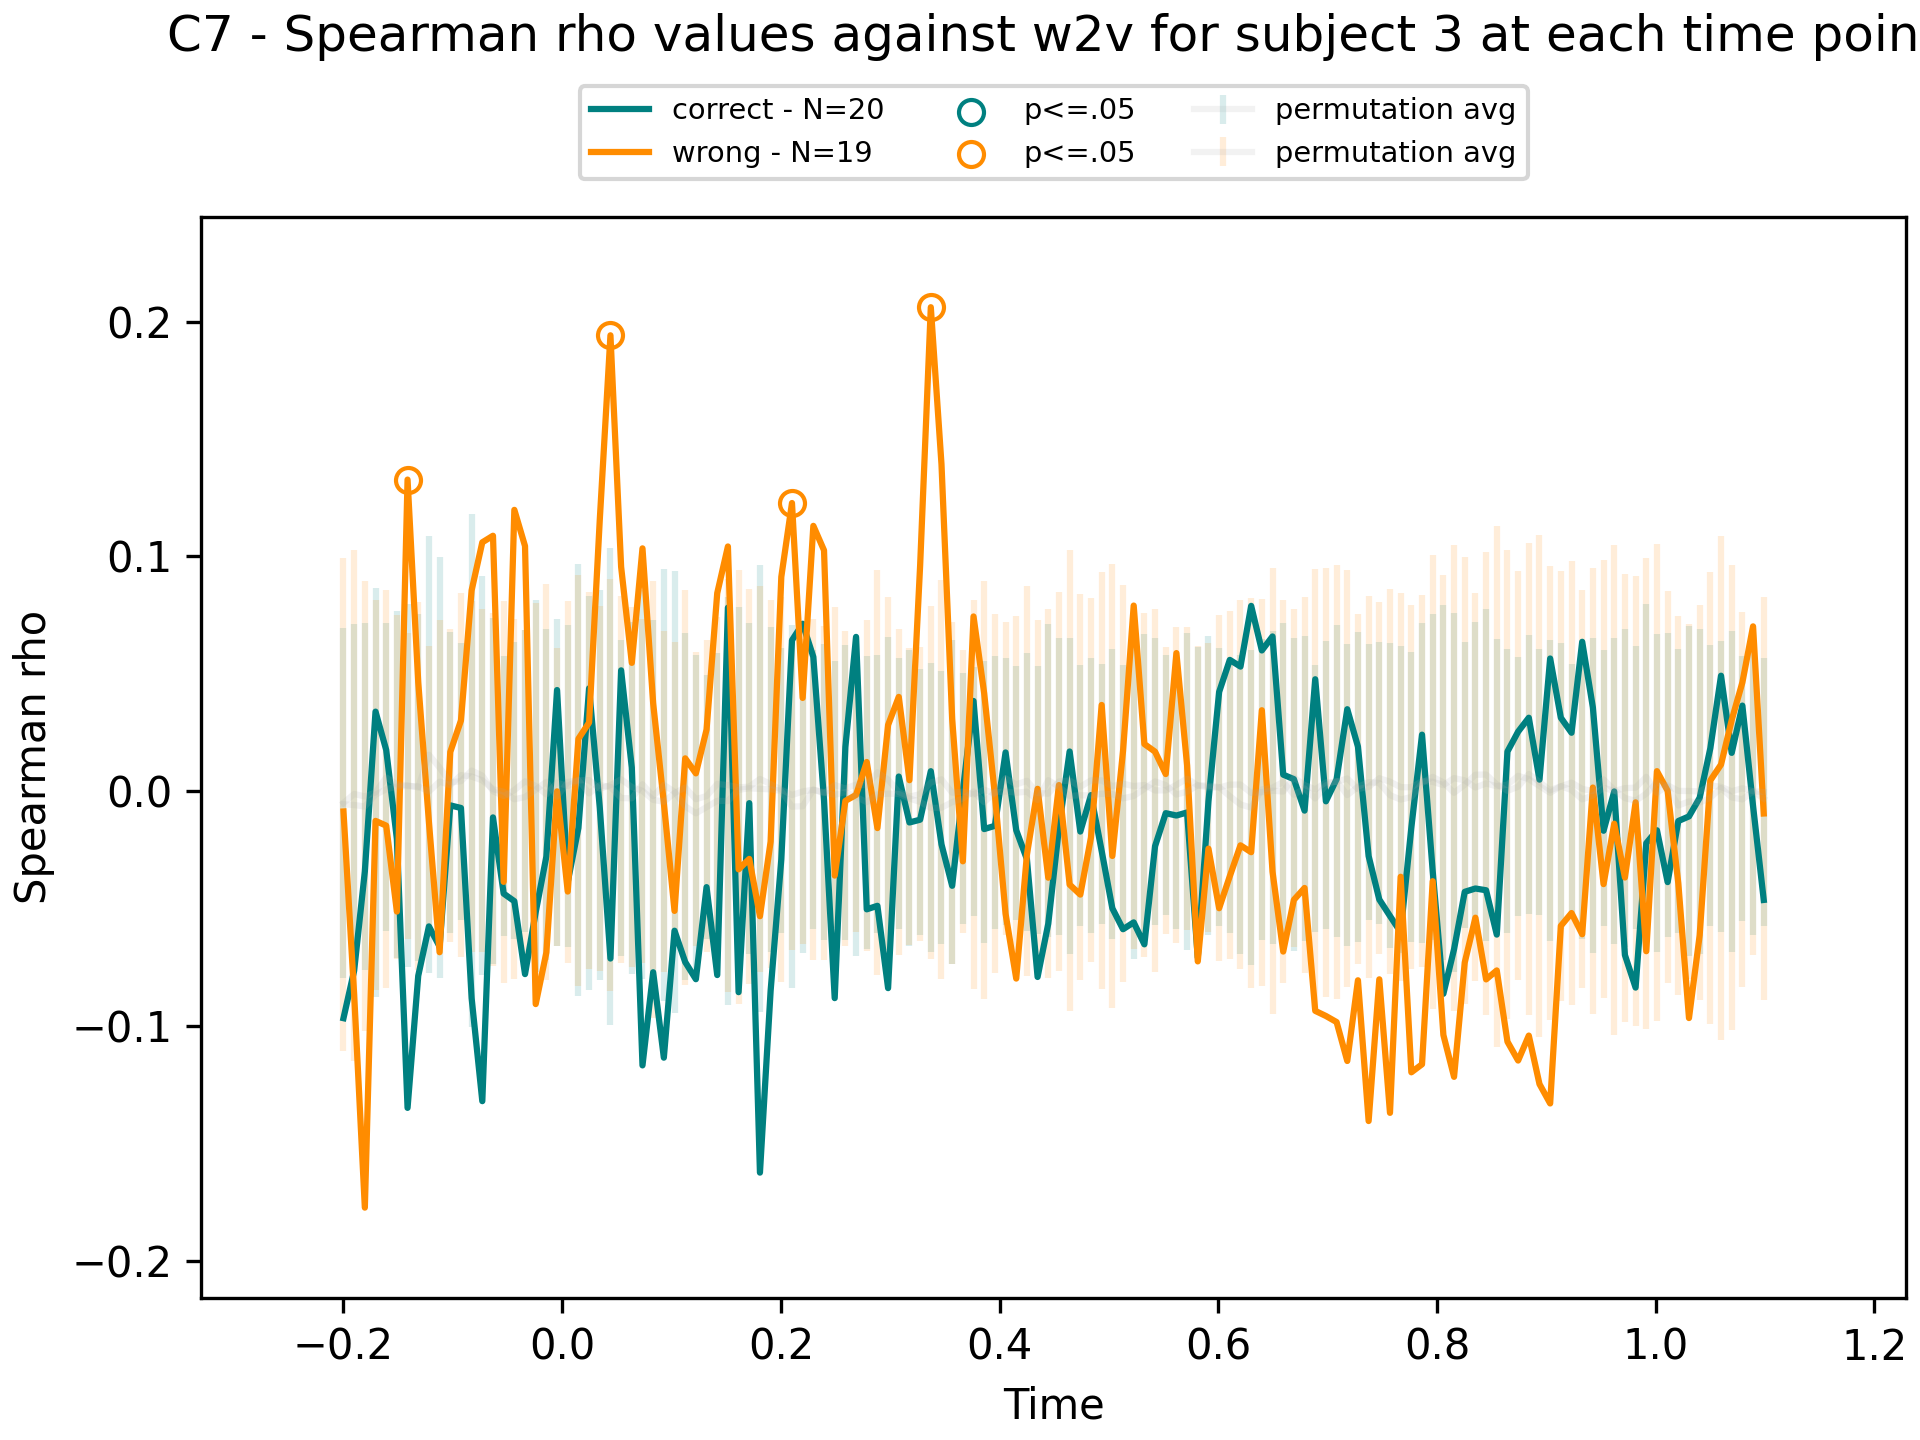 C7 - Spearman rho values against w2v for subject 3 at each time poin
correct - N=20
wrong - N=19
p<=.05
p<=.05
permutation avg
permutation avg
Spearman rho
0.2
0.1
0.0
−0.1
−0.2
−0.2 0.0 0.2 0.4 0.6 0.8 1.0 1.2
Time